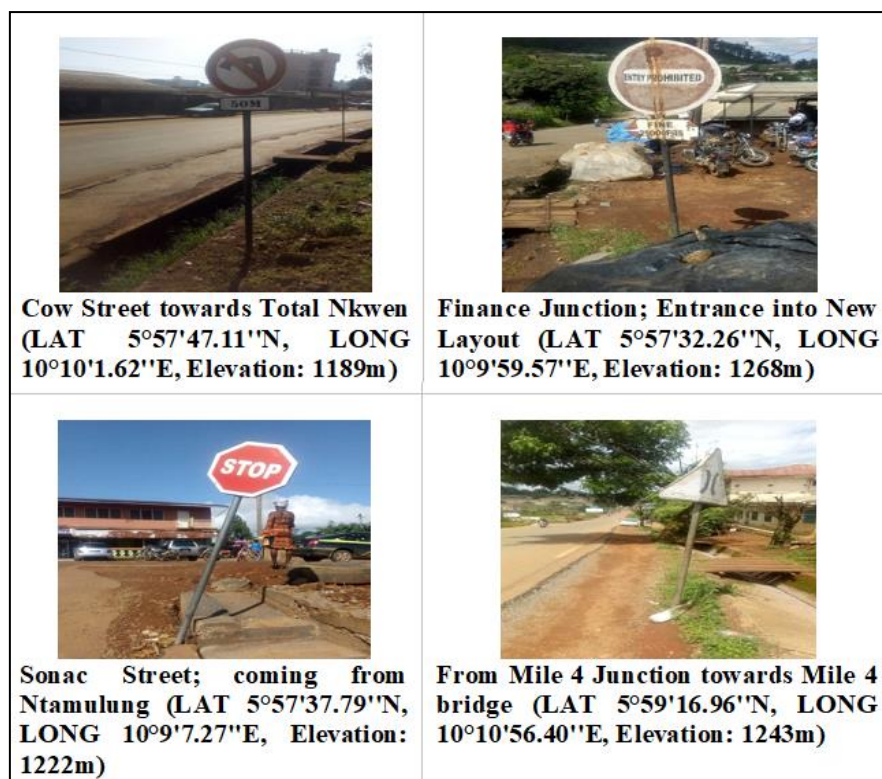 50M
ENTRY PROHIBITED
FINE
25000FRS
Cow Street towards Total Nkwen
(LAT 5°57'47.11''N, LONG
10°10'1.62''E, Elevation: 1189m)
Finance Junction; Entrance into New
Layout (LAT 5°57'32.26''N, LONG
10°9'59.57''E, Elevation: 1268m)
STOP
Sonac Street; coming from
Ntamulung (LAT 5°57'37.79''N,
LONG 10°9'7.27''E, Elevation:
1222m)
From Mile 4 Junction towards Mile 4
bridge (LAT 5°59'16.96''N, LONG
10°10'56.40''E, Elevation: 1243m)